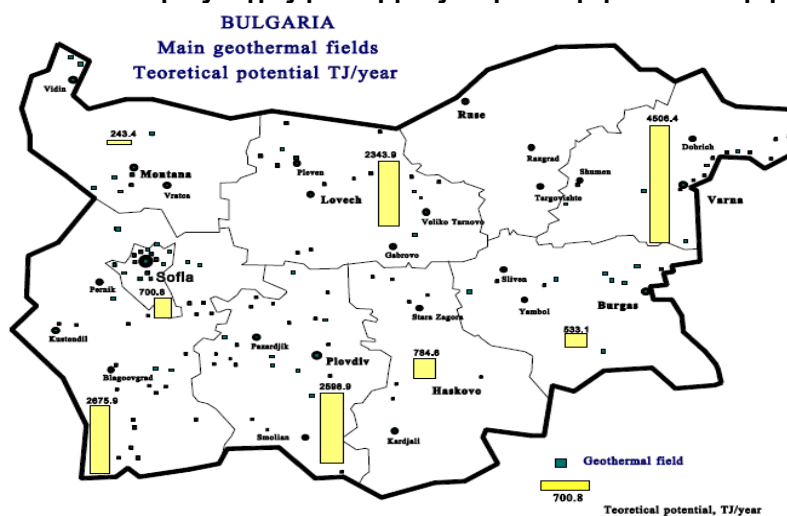 BULGARIA
Main geothermal fields
Teoretical potential TJ/year
Vidin
Ruse
4506.4
243.4
Dobrich
2343.9
Razgrad
Montana
Pleven
Shumen
Vratca
Lovech
Targovishte
Varna
Veliko Tarnovo
Gabrovo
Sofia
Sliven
Pernik
700.8
Yambol
Burgas
Stara Zagora
Kustendil
Pazardjik
533.1
Plovdiv
784.6
Blagoovgrad
Haskovo
2675.9
2598.9
Kardjali
Smolian
Geothermal field
700.8
Teoretical potential, TJ/year